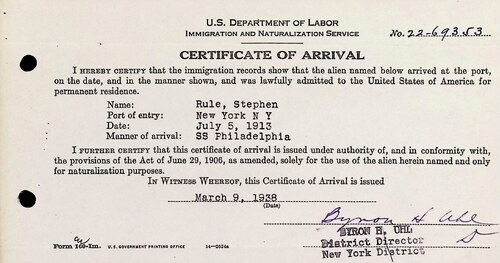 U.S. DEPARTMENT OF LABOR
IMMIGRATION AND NATURALIZATION SERVICE
No. 22-69353
CERTIFICATE OF ARRIVAL
I HEREBY CERTIFY that the immigration records show that the alien named below arrived at the port,
on the date, and in the manner shown, and was lawfully admitted to the United States of America for
permanent residence.
Name: Rule, Stephen
Port of entry: New York N Y
Date: July 5, 1913
Manner of arrival: SS Philadelphia
I FURTHER CERTIFY that this certificate of arrival is issued under authority of, and in conformity with,
the provisions of the Act of June 29, 1906, as amended, solely for the use of the alien herein named and only
for naturalization purposes.
IN WITNESS WHEREOF, this Certificate of Arrival is issued
March 9, 1938
(Date)
Byron H Uhl
BYRON H. UHL
District Director
New York District
Form 160-Im. U. S. GOVERNMENT PRINTING OFFICE